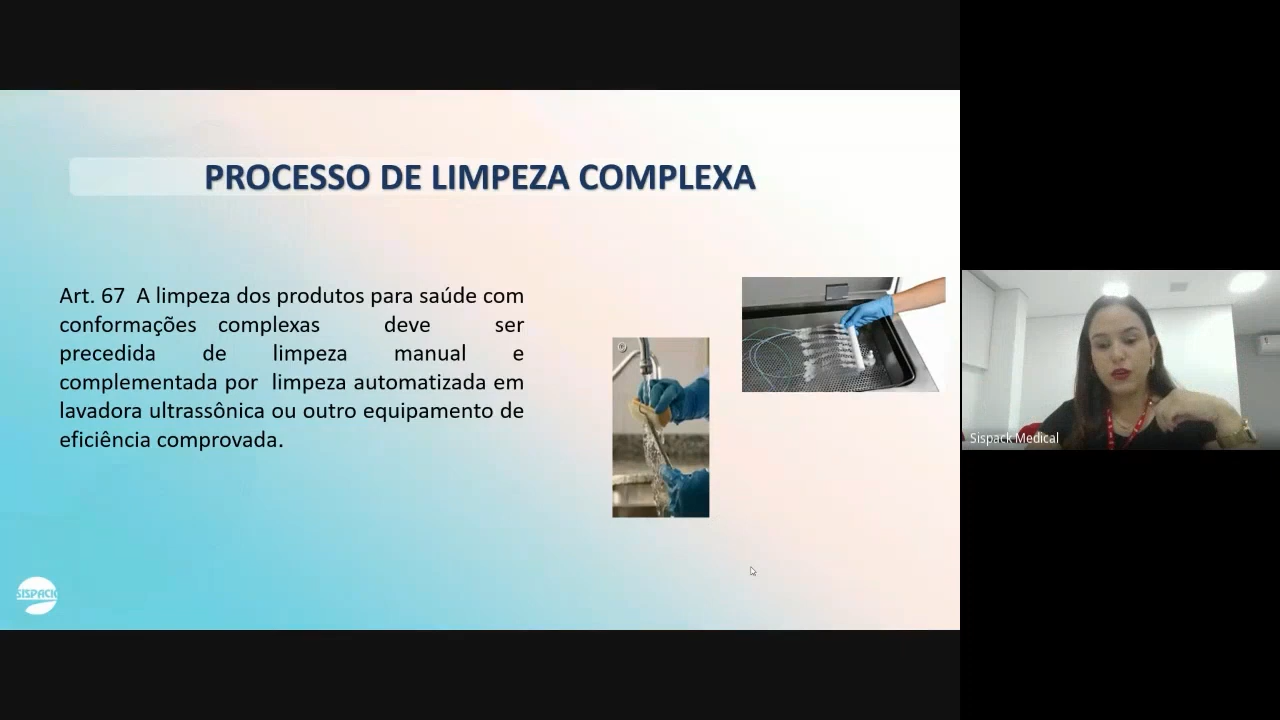 PROCESSO DE LIMPEZA COMPLEXA
Art. 67 A limpeza dos produtos para saúde com
conformações complexas deve ser
precedida de limpeza manual e
complementada por limpeza automatizada em
lavadora ultrassônica ou outro equipamento de
eficiência comprovada.
SISPACK
Sispack Medical